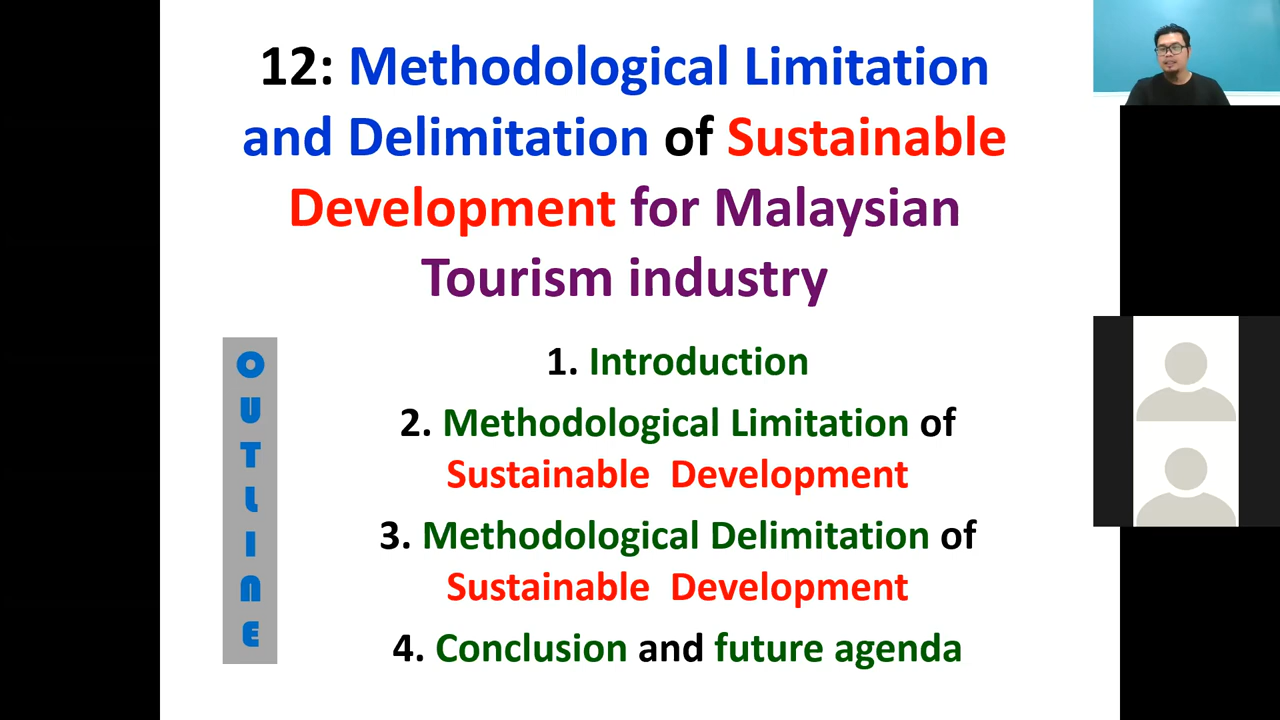 12: Methodological Limitation
and Delimitation of Sustainable
Development for Malaysian
Tourism industry
OUTLINE
1. Introduction
2. Methodological Limitation of
Sustainable  Development
3. Methodological Delimitation of
Sustainable  Development
4. Conclusion and future agenda